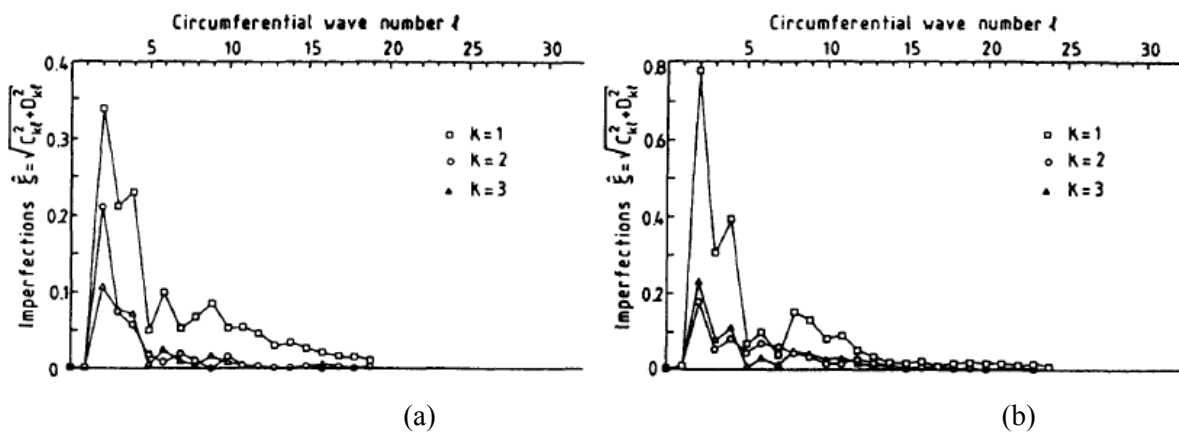 Circumferential wave number ℓ
5 10 15 20 25 30
0.4
0.3
0.2
0.1
0
Imperfections ξ̂=√C²kℓ+D²kℓ
k=1
k=2
k=3
(a)
Circumferential wave number ℓ
5 10 15 20 25 30
0.8
0.6
0.4
0.2
0
Imperfections ξ̂=√C²kℓ+D²kℓ
k=1
k=2
k=3
(b)